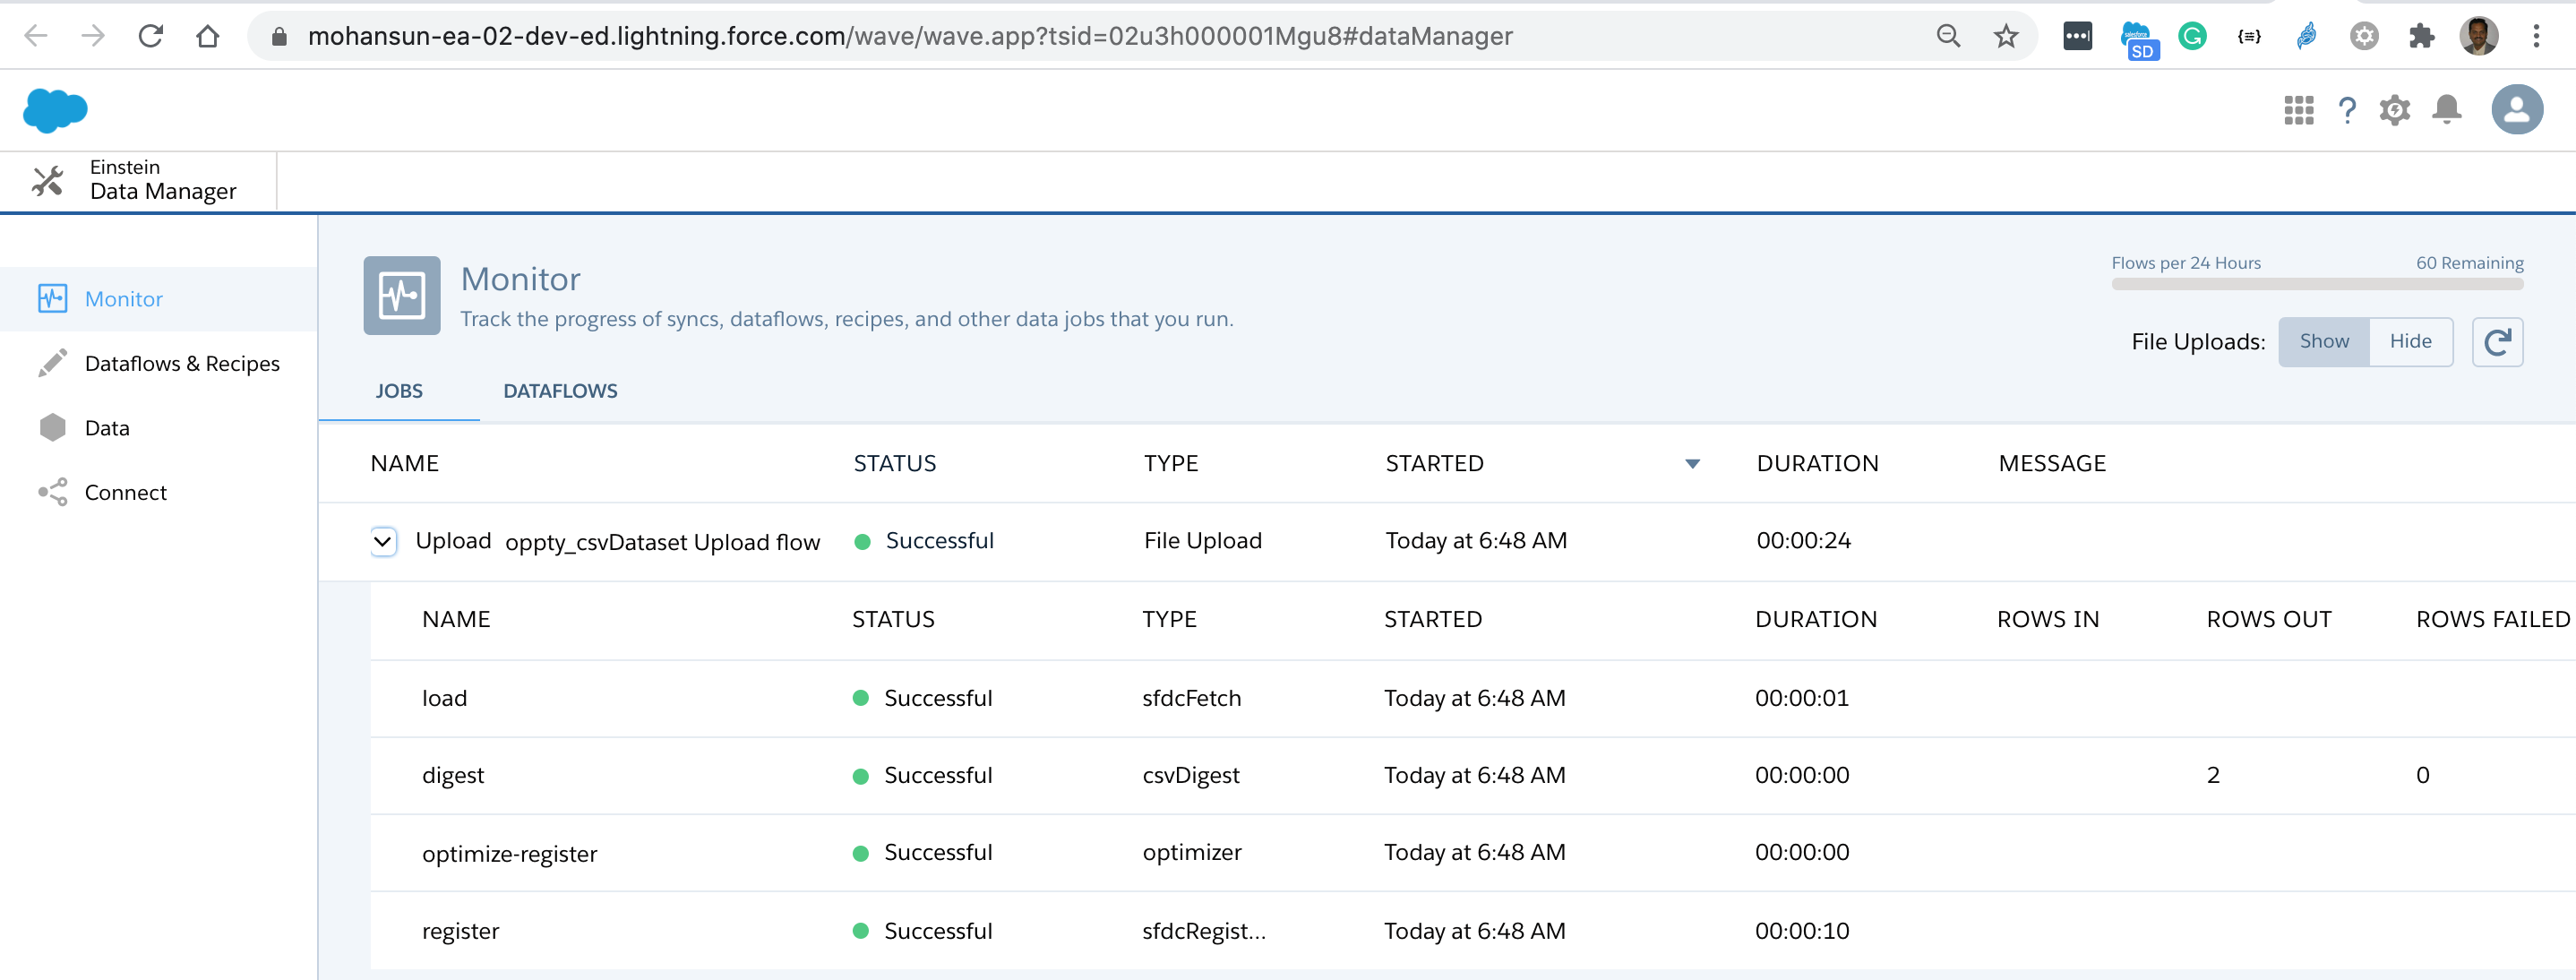 mohansun-ea-02-dev-ed.lightning.force.com/wave/wave.app?tsid=02u3h000001Mgu8#dataManager
salesforce
SD
Einstein
Data Manager
Monitor
Dataflows & Recipes
Data
Connect
Monitor
Track the progress of syncs, dataflows, recipes, and other data jobs that you run.
Flows per 24 Hours 60 Remaining
File Uploads: Show Hide
JOBS DATAFLOWS
NAME STATUS TYPE STARTED DURATION MESSAGE
Upload oppty_csvDataset Upload flow Successful File Upload Today at 6:48 AM 00:00:24
NAME STATUS TYPE STARTED DURATION ROWS IN ROWS OUT ROWS FAILED
load Successful sfdcFetch Today at 6:48 AM 00:00:01
digest Successful csvDigest Today at 6:48 AM 00:00:00 2 0
optimize-register Successful optimizer Today at 6:48 AM 00:00:00
register Successful sfdcRegist... Today at 6:48 AM 00:00:10